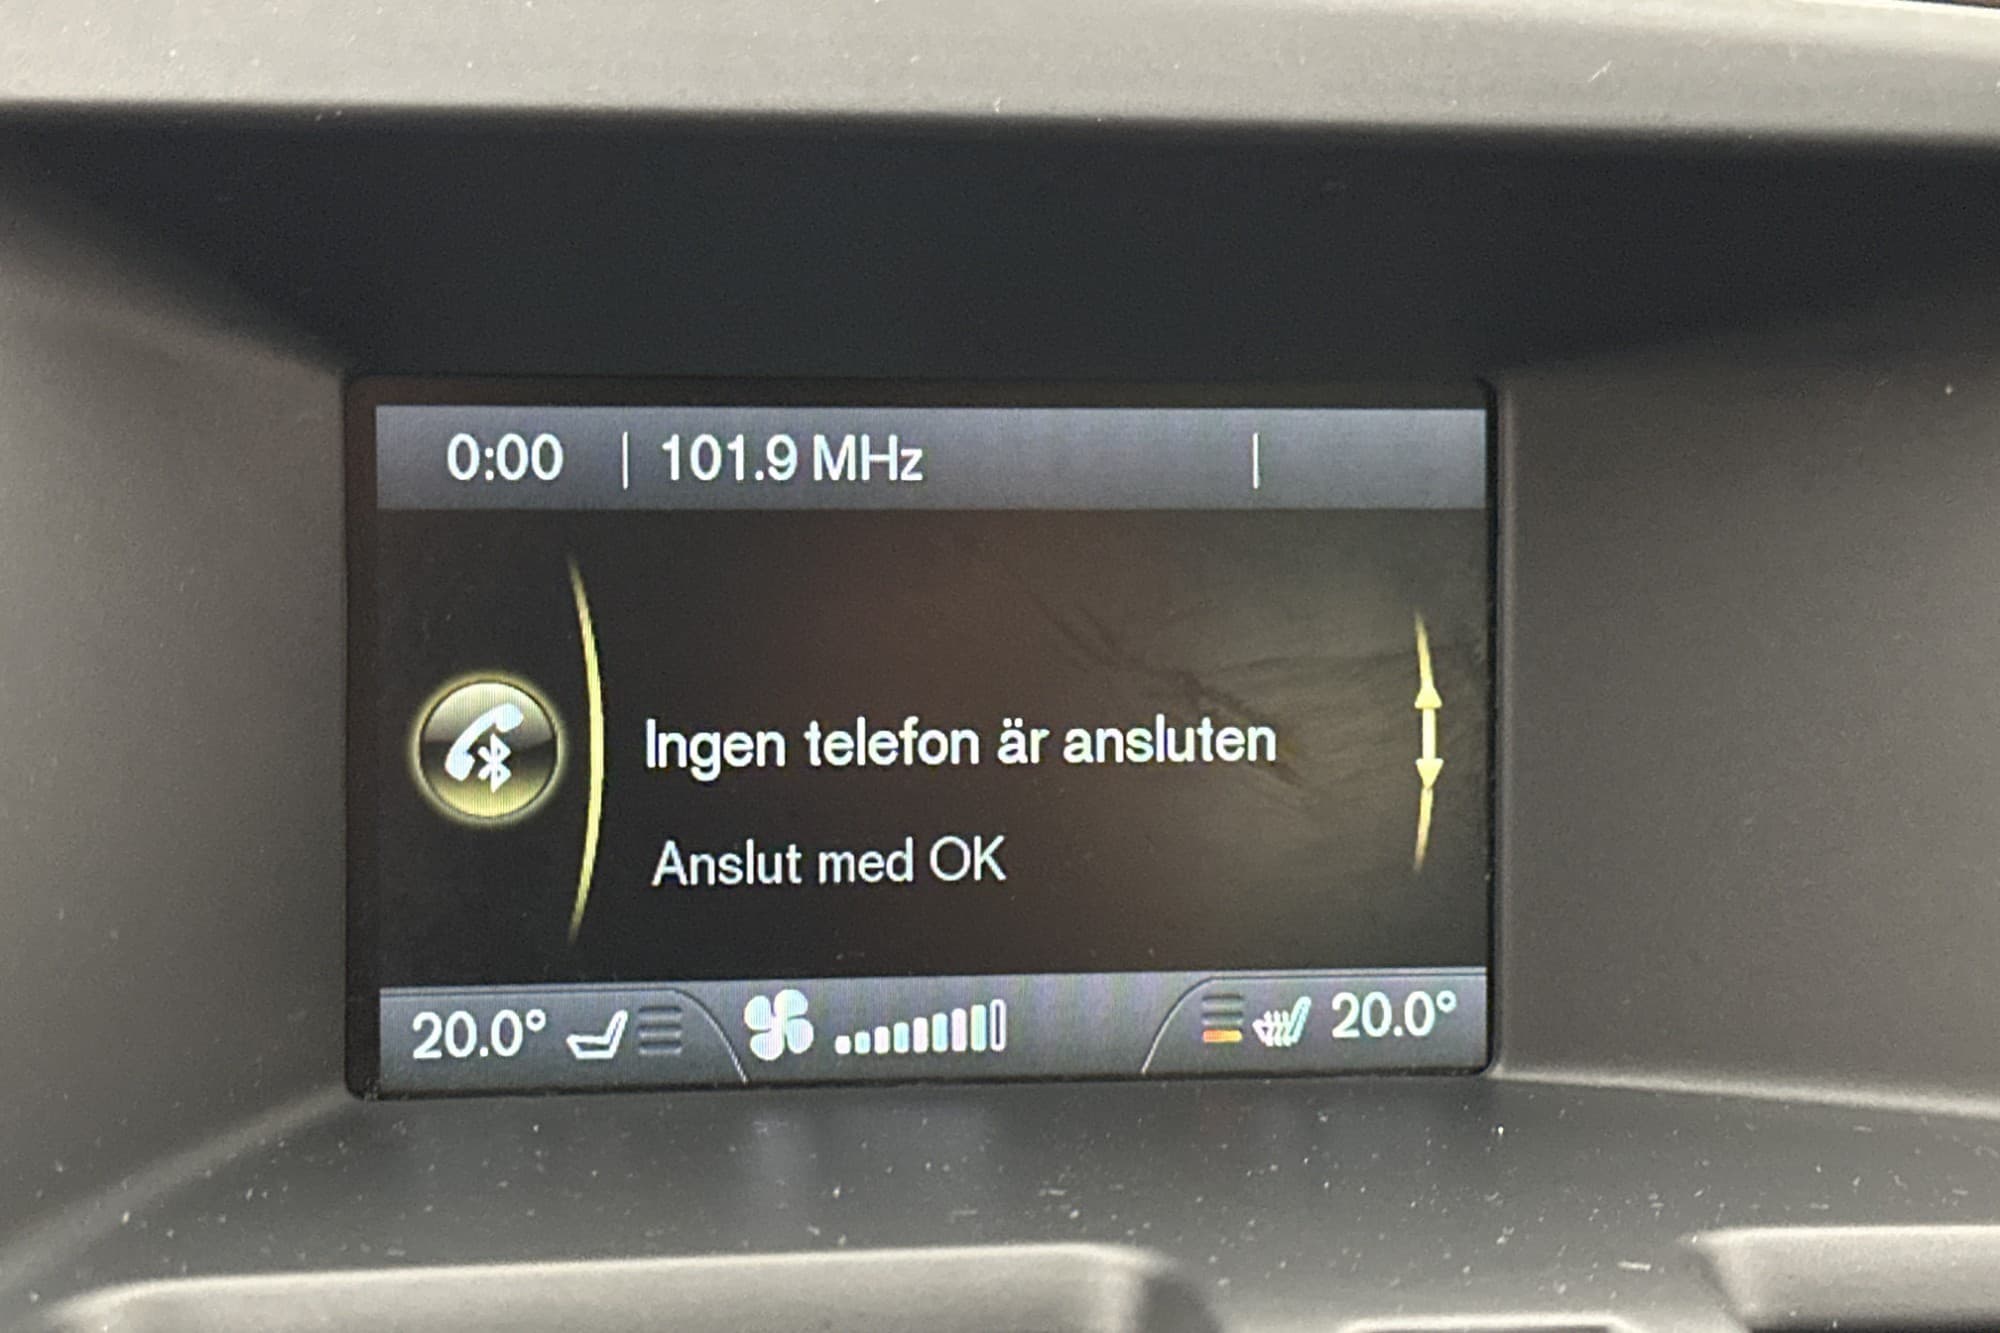 0:00 | 101.9 MHz |
Ingen telefon är ansluten
Anslut med OK
20.0° 20.0°